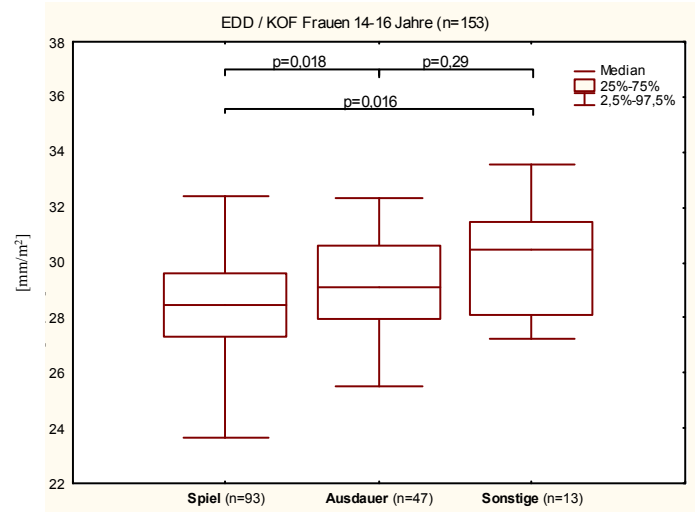 EDD / KOF Frauen 14-16 Jahre (n=153)
38
36
34
32
30
28
26
24
22
[mm/m²]
p=0,018
p=0,29
p=0,016
Median
25%-75%
2,5%-97,5%
Spiel (n=93)
Ausdauer (n=47)
Sonstige (n=13)